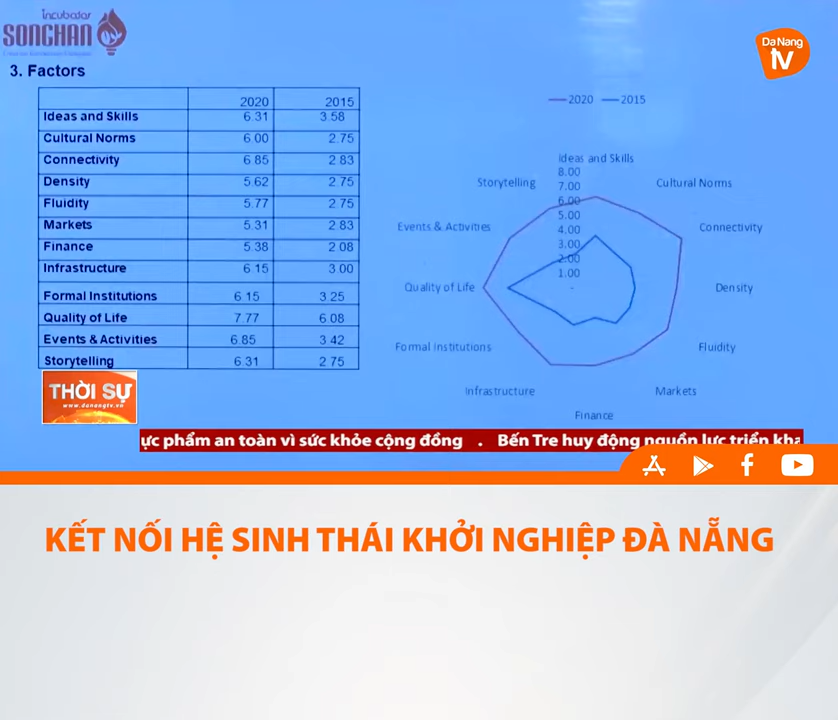 incubator
SONGHAN
Da Nang
tv
3. Factors
2020 2015
Ideas and Skills 6.31 3.58
Cultural Norms 6.00 2.75
Connectivity 6.85 2.83
Density 5.62 2.75
Fluidity 5.77 2.75
Markets 5.31 2.83
Finance 5.38 2.08
Infrastructure 6.15 3.00
Formal Institutions 6.15 3.25
Quality of Life 7.77 6.08
Events & Activities 6.85 3.42
Storytelling 6.31 2.75
2020 2015
Ideas and Skills
8.00
7.00
6.00
5.00
4.00
3.00
2.00
1.00
-
Storytelling
Cultural Norms
Events & Activities
Connectivity
Quality of Life
Density
Formal Institutions
Fluidity
Infrastructure
Markets
Finance
THỜI SỰ
www.danangtv.vn
ực phẩm an toàn vì sức khỏe cộng đồng . Bến Tre huy động nguồn lực triển kha
KẾT NỐI HỆ SINH THÁI KHỞI NGHIỆP ĐÀ NẴNG